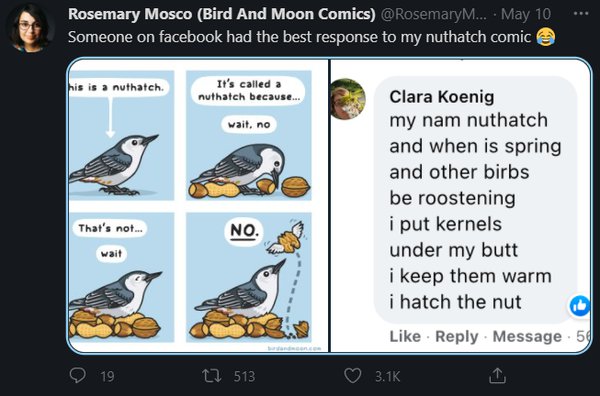 Rosemary Mosco (Bird And Moon Comics) @RosemaryM... · May 10
Someone on facebook had the best response to my nuthatch comic 😂
his is a nuthatch.
It's called a
nuthatch because...
wait, no
That's not...
wait
NO.
birdandmoon.com
Clara Koenig
my nam nuthatch
and when is spring
and other birbs
be roostening
i put kernels
under my butt
i keep them warm
i hatch the nut
Like · Reply · Message · 5
19
513
3.1K